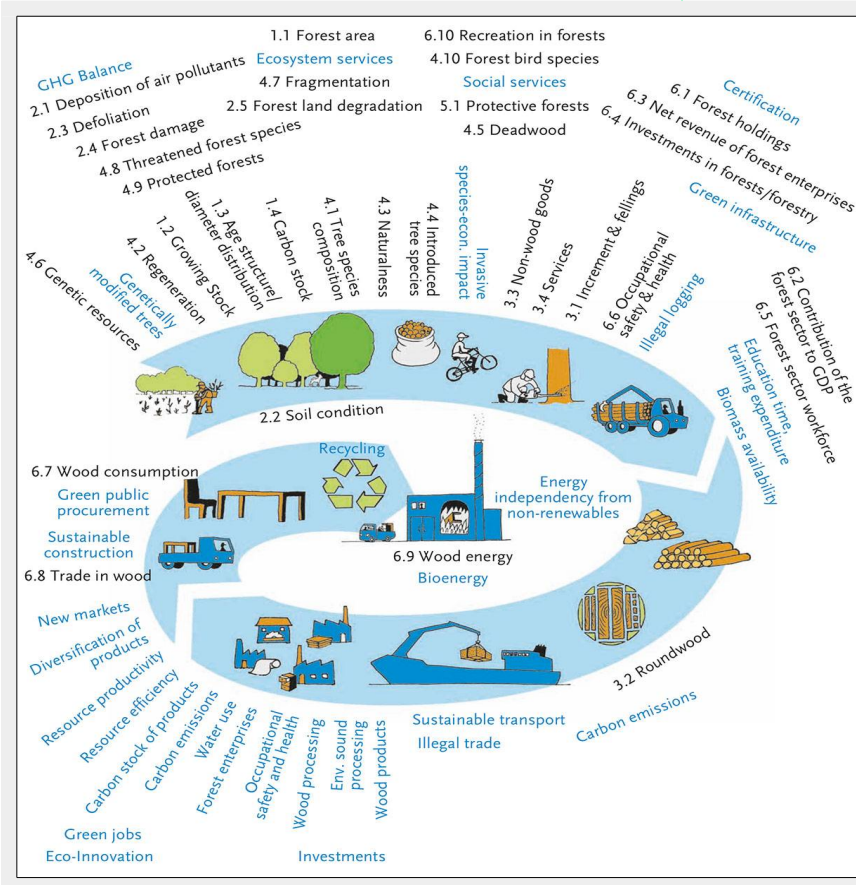 1.1 Forest area
Ecosystem services
4.7 Fragmentation
2.5 Forest land degradation
6.10 Recreation in forests
4.10 Forest bird species
Social services
5.1 Protective forests
4.5 Deadwood
GHG Balance
2.1 Deposition of air pollutants
2.3 Defoliation
2.4 Forest damage
4.8 Threatened forest species
4.9 Protected forests
Certification
6.1 Forest holdings
6.3 Net revenue of forest enterprises
6.4 Investments in forests/forestry
Green infrastructure
4.6 Genetic resources
Genetically
modified trees
4.2 Regeneration
1.2 Growing Stock
1.3 Age structure/
diameter distribution
1.4 Carbon stock
4.1 Tree species
composition
4.3 Naturalness
4.4 Introduced
tree species
Invasive
species-econ. impact
3.3 Non-wood goods
3.4 Services
3.1 Increment & fellings
6.6 Occupational
safety & health
Illegal logging
6.2 Contribution of the
forest sector to GDP
6.5 Forest sector workforce
Education time,
training expenditure
Biomass availability
2.2 Soil condition
Recycling
6.7 Wood consumption
Green public
procurement
Sustainable
construction
6.8 Trade in wood
Energy
independency from
non-renewables
6.9 Wood energy
Bioenergy
New markets
Diversification of
products
Resource productivity
Resource efficiency
Carbon stock of products
Carbon emissions
Water use
Forest enterprises
Occupational
safety and health
Wood processing
Env. sound
processing
Wood products
Sustainable transport
Illegal trade
3.2 Roundwood
Carbon emissions
Green jobs
Eco-Innovation
Investments